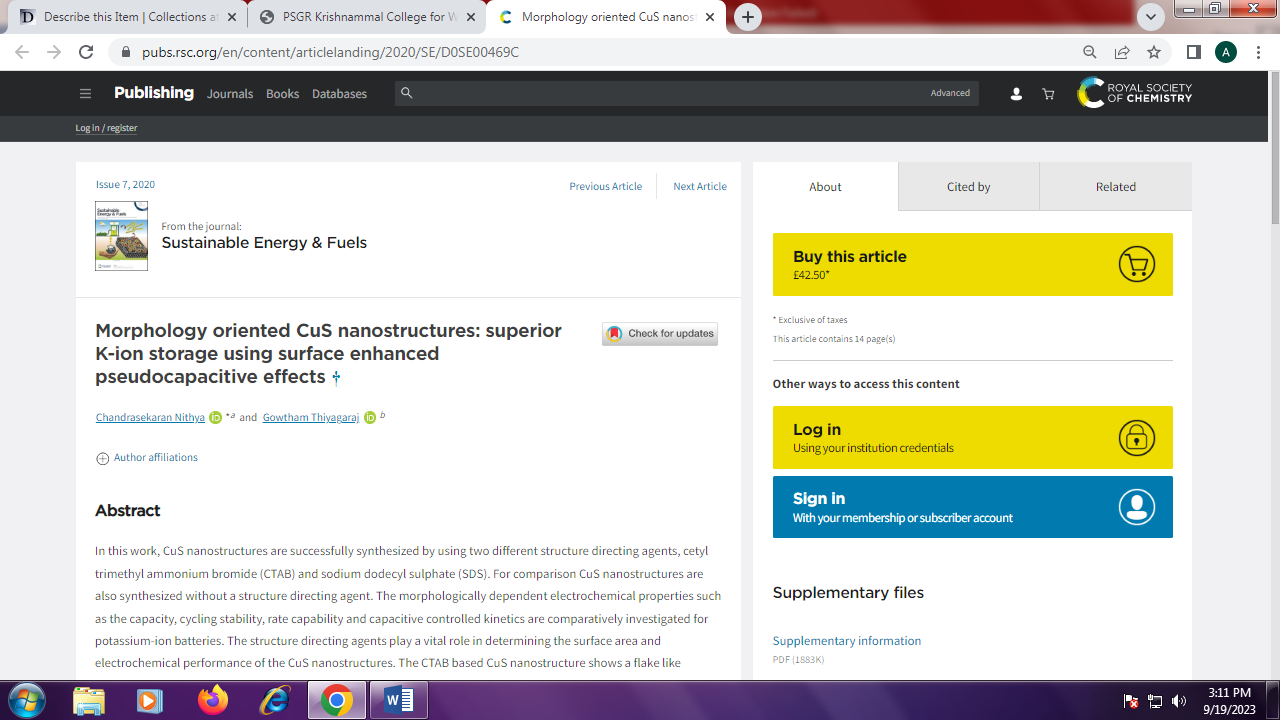 Describe this Item | Collections at
PSGR Krishnammal College for W
Morphology oriented CuS nanost
pubs.rsc.org/en/content/articlelanding/2020/SE/D0SE00469C
A
Publishing
Journals
Books
Databases
Advanced
ROYAL SOCIETY
OF CHEMISTRY
Log in / register
Issue 7, 2020
Previous Article
Next Article
From the journal:
Sustainable Energy & Fuels
Morphology oriented CuS nanostructures: superior
K-ion storage using surface enhanced
pseudocapacitive effects †
Check for updates
Chandrasekaran Nithya iD *a and Gowtham Thiyagaraj iD b
Author affiliations
Abstract
In this work, CuS nanostructures are successfully synthesized by using two different structure directing agents, cetyl
trimethyl ammonium bromide (CTAB) and sodium dodecyl sulphate (SDS). For comparison CuS nanostructures are
also synthesized without a structure directing agent. The morphologically dependent electrochemical properties such
as the capacity, cycling stability, rate capability and capacitive controlled kinetics are comparatively investigated for
potassium-ion batteries. The structure directing agents play a vital role in determining the surface area and
electrochemical performance of the CuS nanostructures. The CTAB based CuS nanostructure shows a flake like
About
Cited by
Related
Buy this article
£42.50*
* Exclusive of taxes
This article contains 14 page(s)
Other ways to access this content
Log in
Using your institution credentials
Sign in
With your membership or subscriber account
Supplementary files
Supplementary information
PDF (1883K)
3:11 PM
9/19/2023